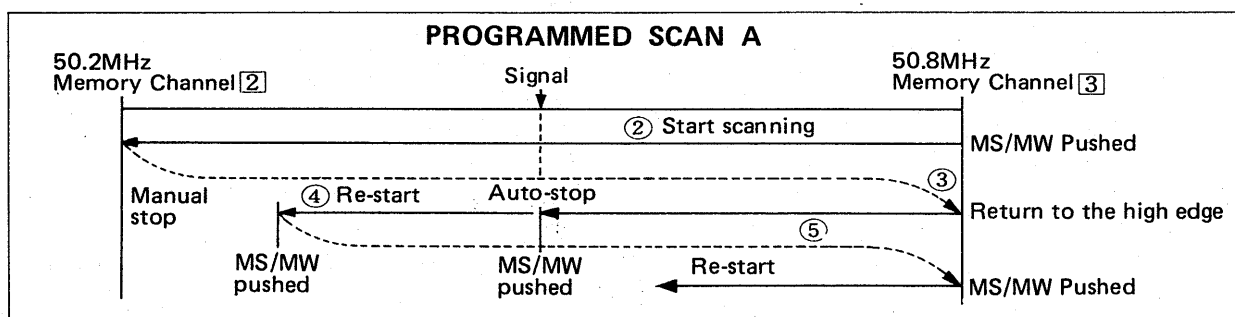 PROGRAMMED SCAN A
50.2MHz
Memory Channel 2
Signal
50.8MHz
Memory Channel 3
② Start scanning
MS/MW Pushed
Manual
stop
④ Re-start
Auto-stop
③
Return to the high edge
⑤
MS/MW
pushed
MS/MW
pushed
Re-start
MS/MW Pushed